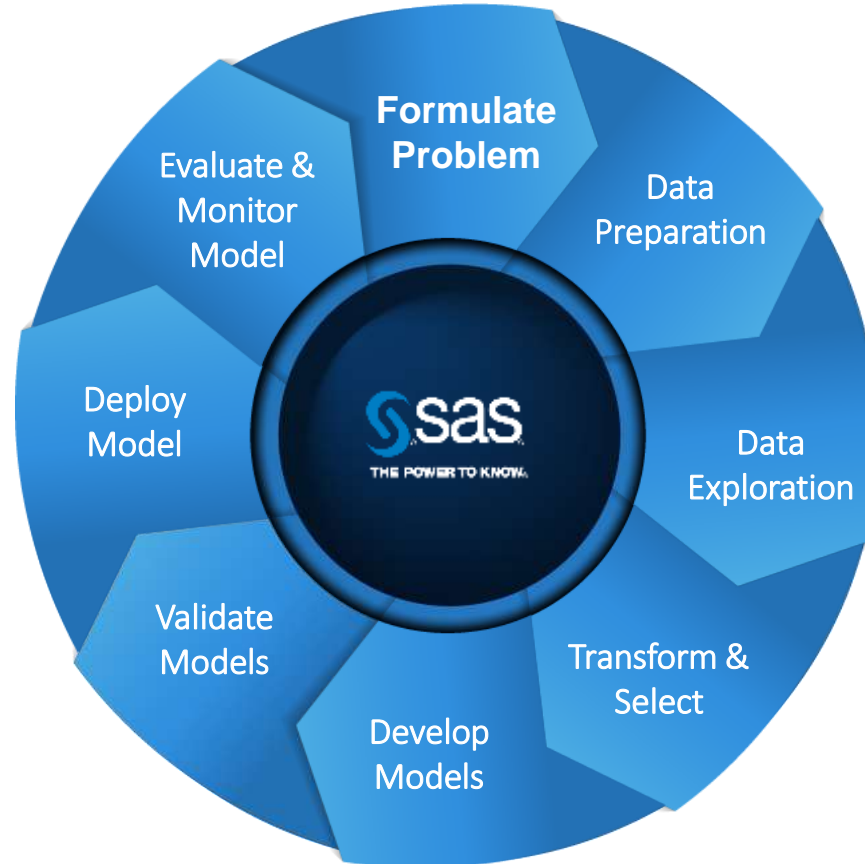 Formulate
Problem
Data
Preparation
Data
Exploration
Transform &
Select
Develop
Models
Validate
Models
Deploy
Model
Evaluate &
Monitor
Model
sas
THE POWER TO KNOW.